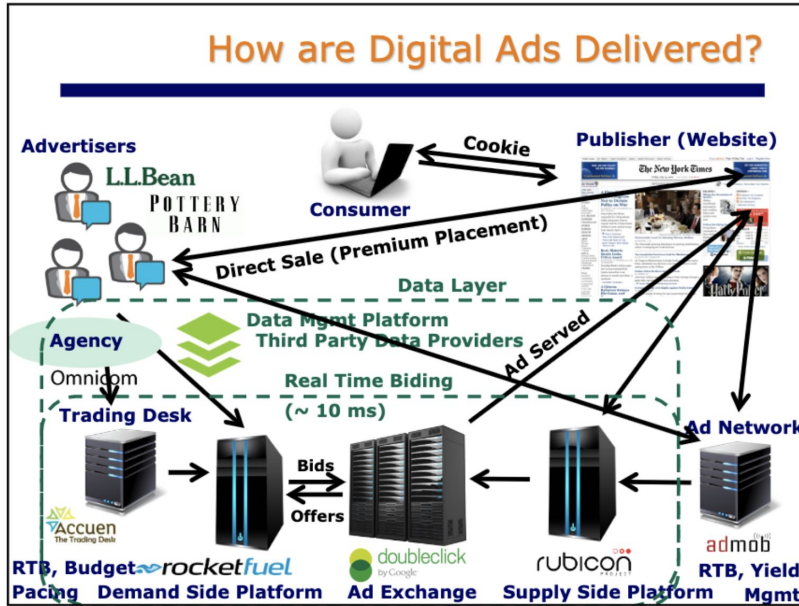 How are Digital Ads Delivered?
Advertisers
L.L.Bean
POTTERY
BARN
Consumer
Cookie
Publisher (Website)
The New York Times
Direct Sale (Premium Placement)
Data Layer
Harry Potter
Agency
Omnicom
Data Mgmt Platform
Third Party Data Providers
Ad Served
Real Time Biding
(~ 10 ms)
Trading Desk
Ad Network
Bids
Offers
Accuen
The Trading Desk
rocketfuel
doubleclick
by Google
rubicon
PROJECT
admob
RTB, Budget
Pacing
Demand Side Platform
Ad Exchange
Supply Side Platform
RTB, Yield
Mgmt